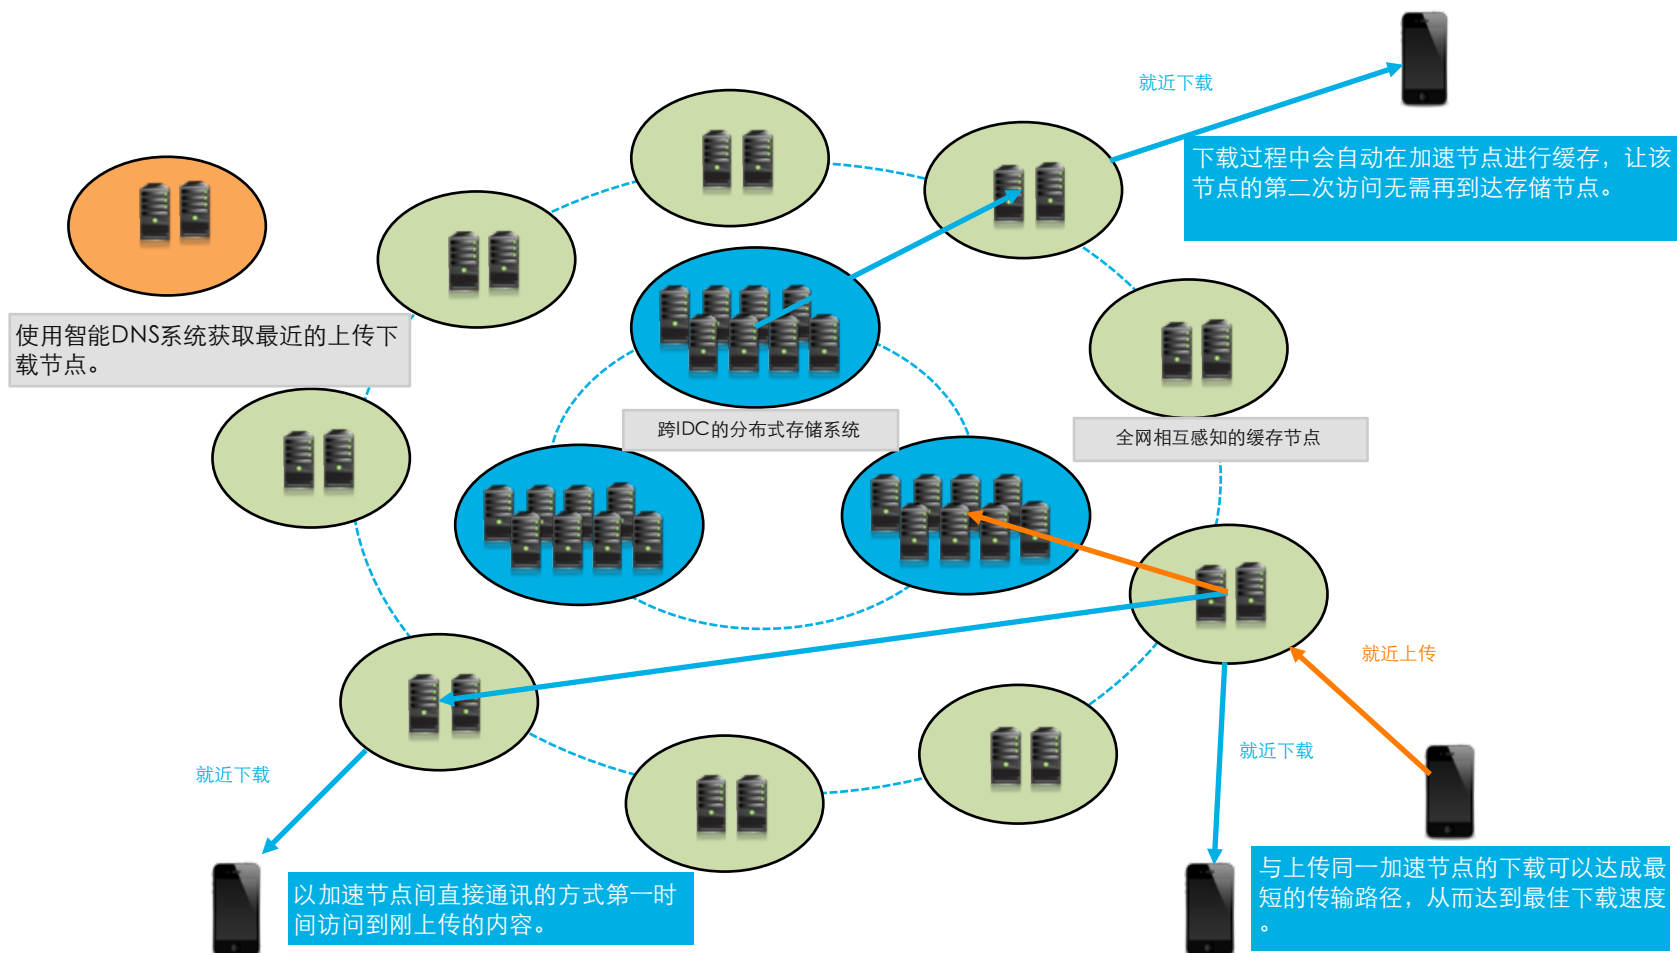 就近下载
下载过程中会自动在加速节点进行缓存，让该
节点的第二次访问无需再到达存储节点。
使用智能DNS系统获取最近的上传下
载节点。
跨IDC的分布式存储系统
全网相互感知的缓存节点
就近上传
就近下载
就近下载
以加速节点间直接通讯的方式第一时
间访问到刚上传的内容。
与上传同一加速节点的下载可以达成最
短的传输路径，从而达到最佳下载速度
。